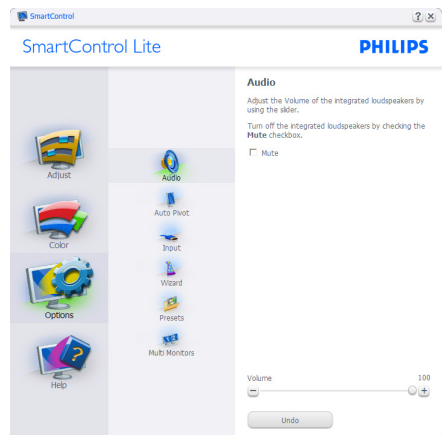 SmartControl
SmartControl Lite
PHILIPS
Adjust
Color
Options
Help
Audio
Auto Pivot
Input
Wizard
Presets
Multi Monitors
Audio
Adjust the Volume of the integrated loudspeakers by
using the slider.
Turn off the integrated loudspeakers by checking the
Mute checkbox.
Mute
Volume 100
Undo